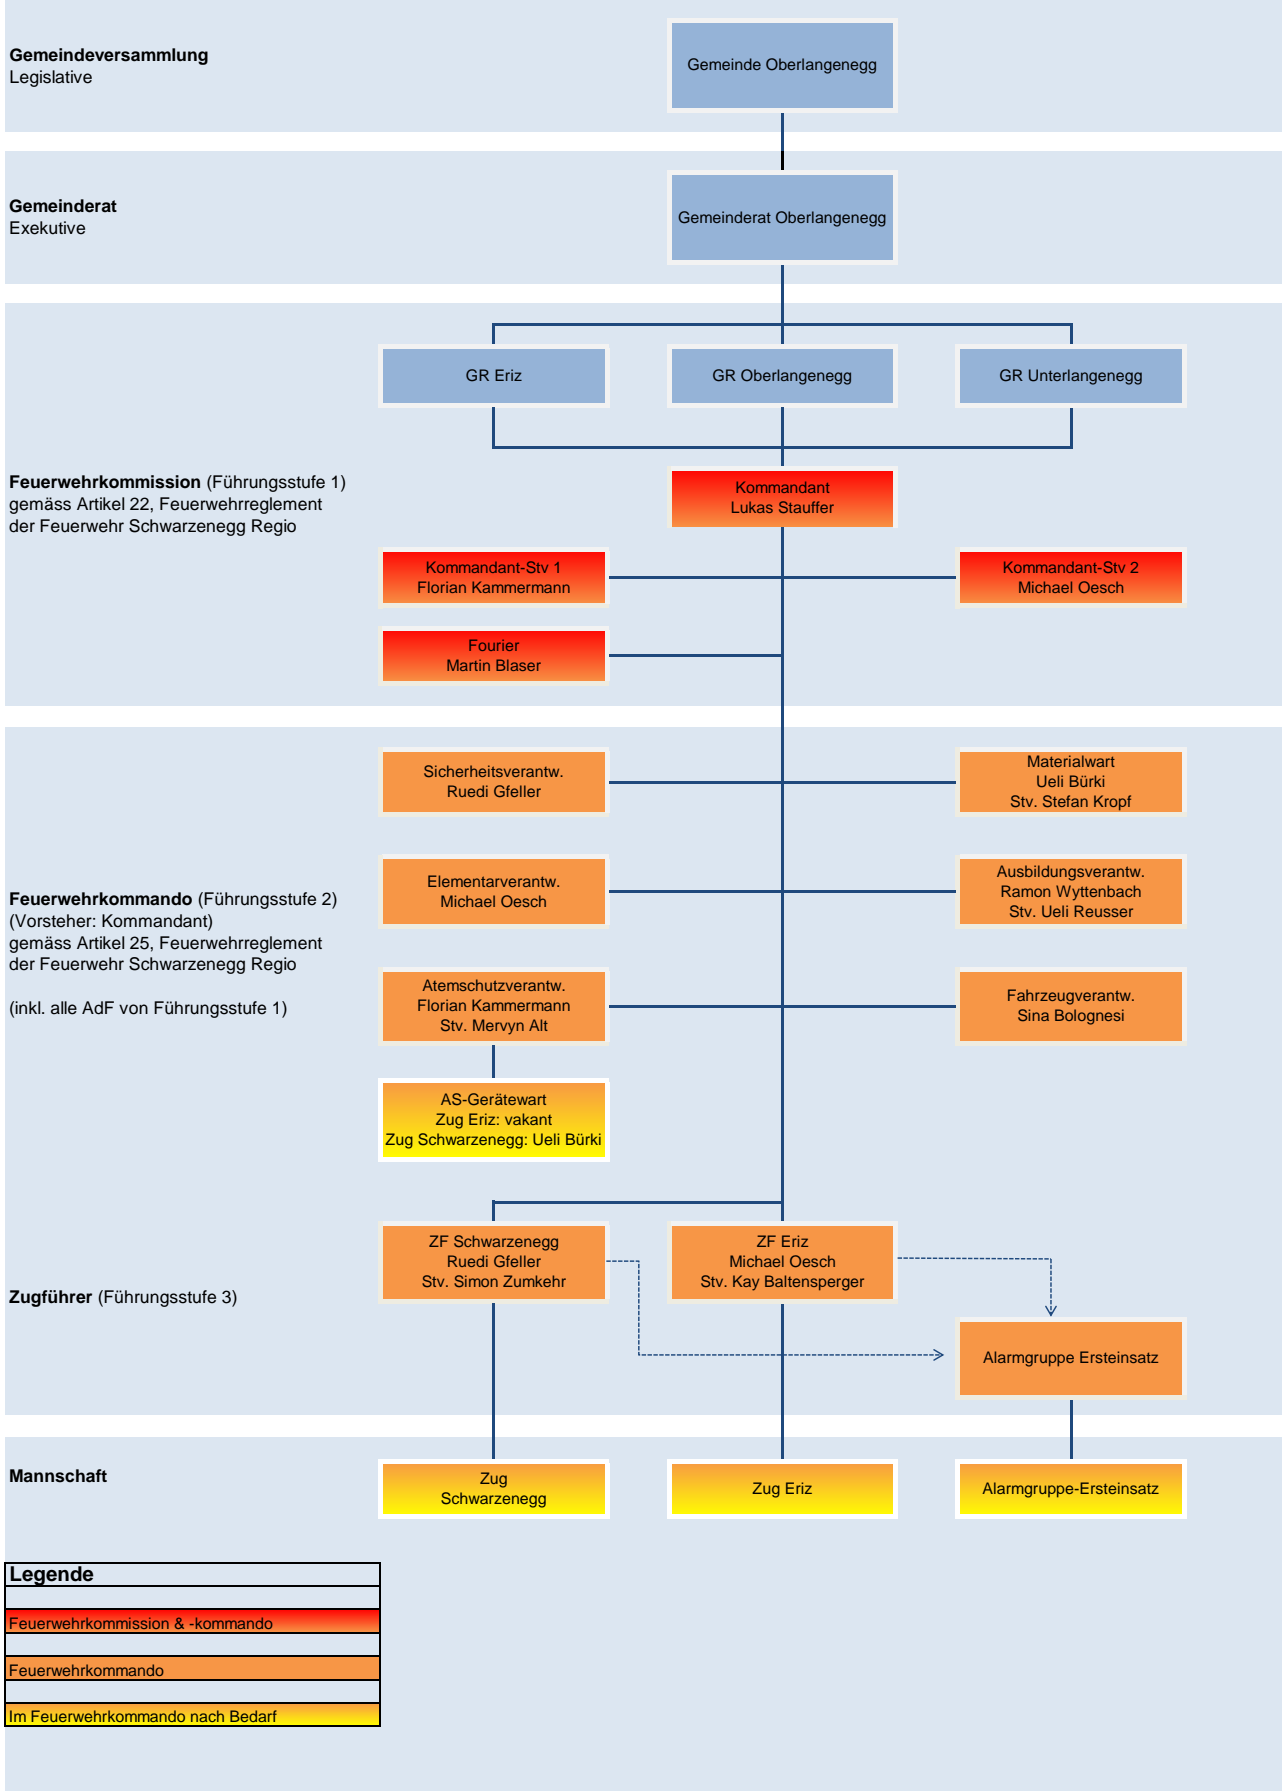 Gemeindeversammlung
Legislative
Gemeinde Oberlangenegg
Gemeinderat
Exekutive
Gemeinderat Oberlangenegg
GR Eriz
GR Oberlangenegg
GR Unterlangenegg
Feuerwehrkommission (Führungsstufe 1)
gemäss Artikel 22, Feuerwehrreglement
der Feuerwehr Schwarzenegg Regio
Kommandant
Lukas Stauffer
Kommandant-Stv 1
Florian Kammermann
Kommandant-Stv 2
Michael Oesch
Fourier
Martin Blaser
Sicherheitsverantw.
Ruedi Gfeller
Materialwart
Ueli Bürki
Stv. Stefan Kropf
Feuerwehrkommando (Führungsstufe 2)
(Vorsteher: Kommandant)
gemäss Artikel 25, Feuerwehrreglement
der Feuerwehr Schwarzenegg Regio
(inkl. alle AdF von Führungsstufe 1)
Elementarverantw.
Michael Oesch
Ausbildungsverantw.
Ramon Wyttenbach
Stv. Ueli Reusser
Atemschutzverantw.
Florian Kammermann
Stv. Mervyn Alt
Fahrzeugverantw.
Sina Bolognesi
AS-Gerätewart
Zug Eriz: vakant
Zug Schwarzenegg: Ueli Bürki
Zugführer (Führungsstufe 3)
ZF Schwarzenegg
Ruedi Gfeller
Stv. Simon Zumkehr
ZF Eriz
Michael Oesch
Stv. Kay Baltensperger
Alarmgruppe Ersteinsatz
Mannschaft
Zug
Schwarzenegg
Zug Eriz
Alarmgruppe-Ersteinsatz
Legende
Feuerwehrkommission & -kommando
Feuerwehrkommando
Im Feuerwehrkommando nach Bedarf